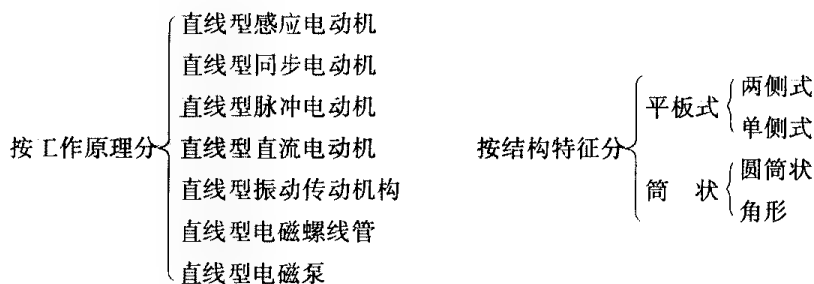 按工作原理分
直线型感应电动机
直线型同步电动机
直线型脉冲电动机
直线型直流电动机
直线型振动传动机构
直线型电磁螺线管
直线型电磁泵
按结构特征分
平板式
两侧式
单侧式
筒 状
圆筒状
角形